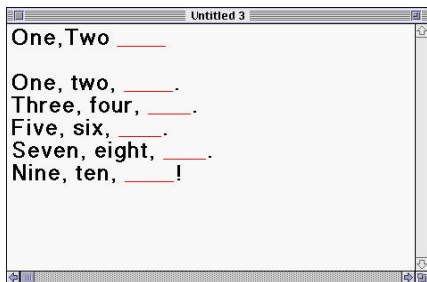 Untitled 3
One,Two ____
One, two, ____.
Three, four, ____.
Five, six, ____.
Seven, eight, ____.
Nine, ten, ____!